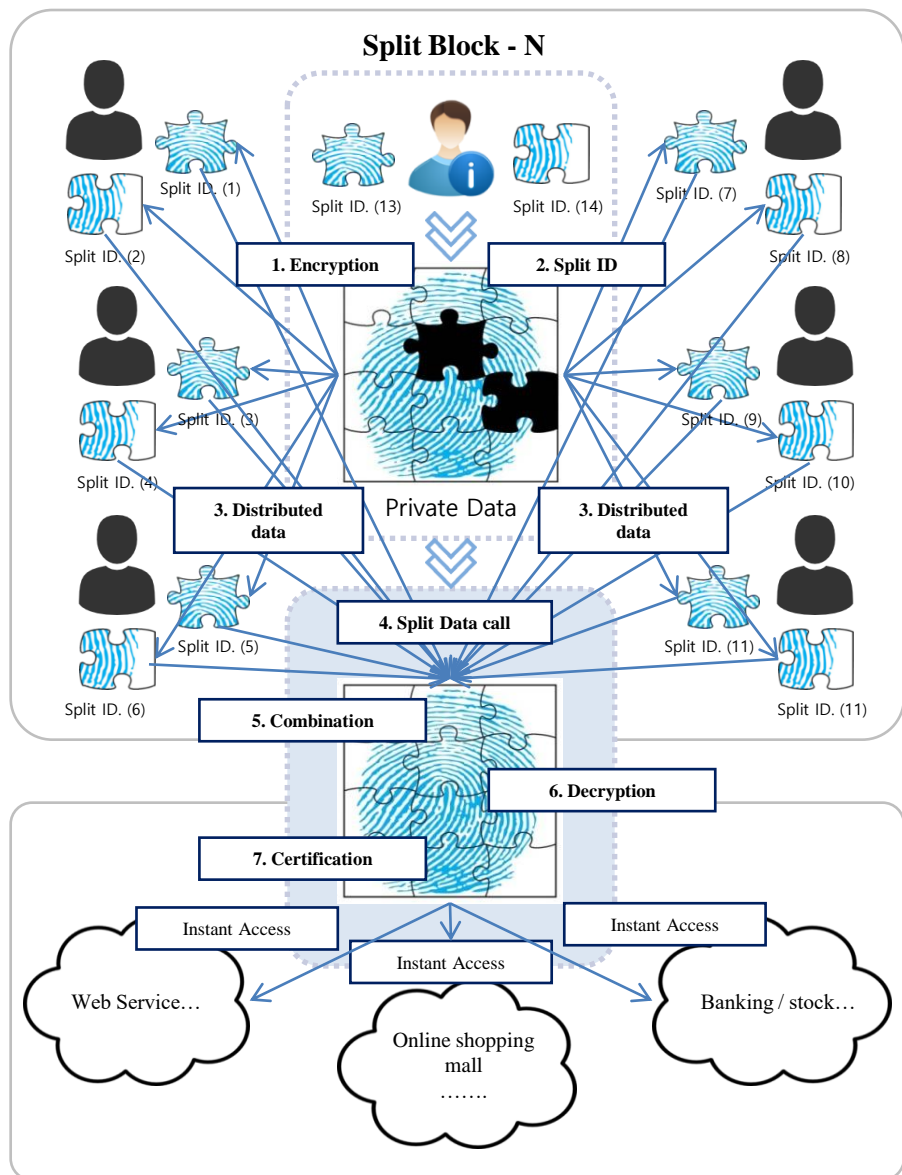 Split Block - N
Split ID. (1)
Split ID. (13)
Split ID. (14)
Split ID. (7)
Split ID. (2)
Split ID. (8)
1. Encryption
2. Split ID
Split ID. (3)
Split ID. (9)
Split ID. (4)
Split ID. (10)
Private Data
3. Distributed
data
3. Distributed
data
4. Split Data call
Split ID. (5)
Split ID. (11)
Split ID. (6)
Split ID. (11)
5. Combination
6. Decryption
7. Certification
Instant Access
Instant Access
Instant Access
Web Service…
Banking / stock…
Online shopping
mall
…….